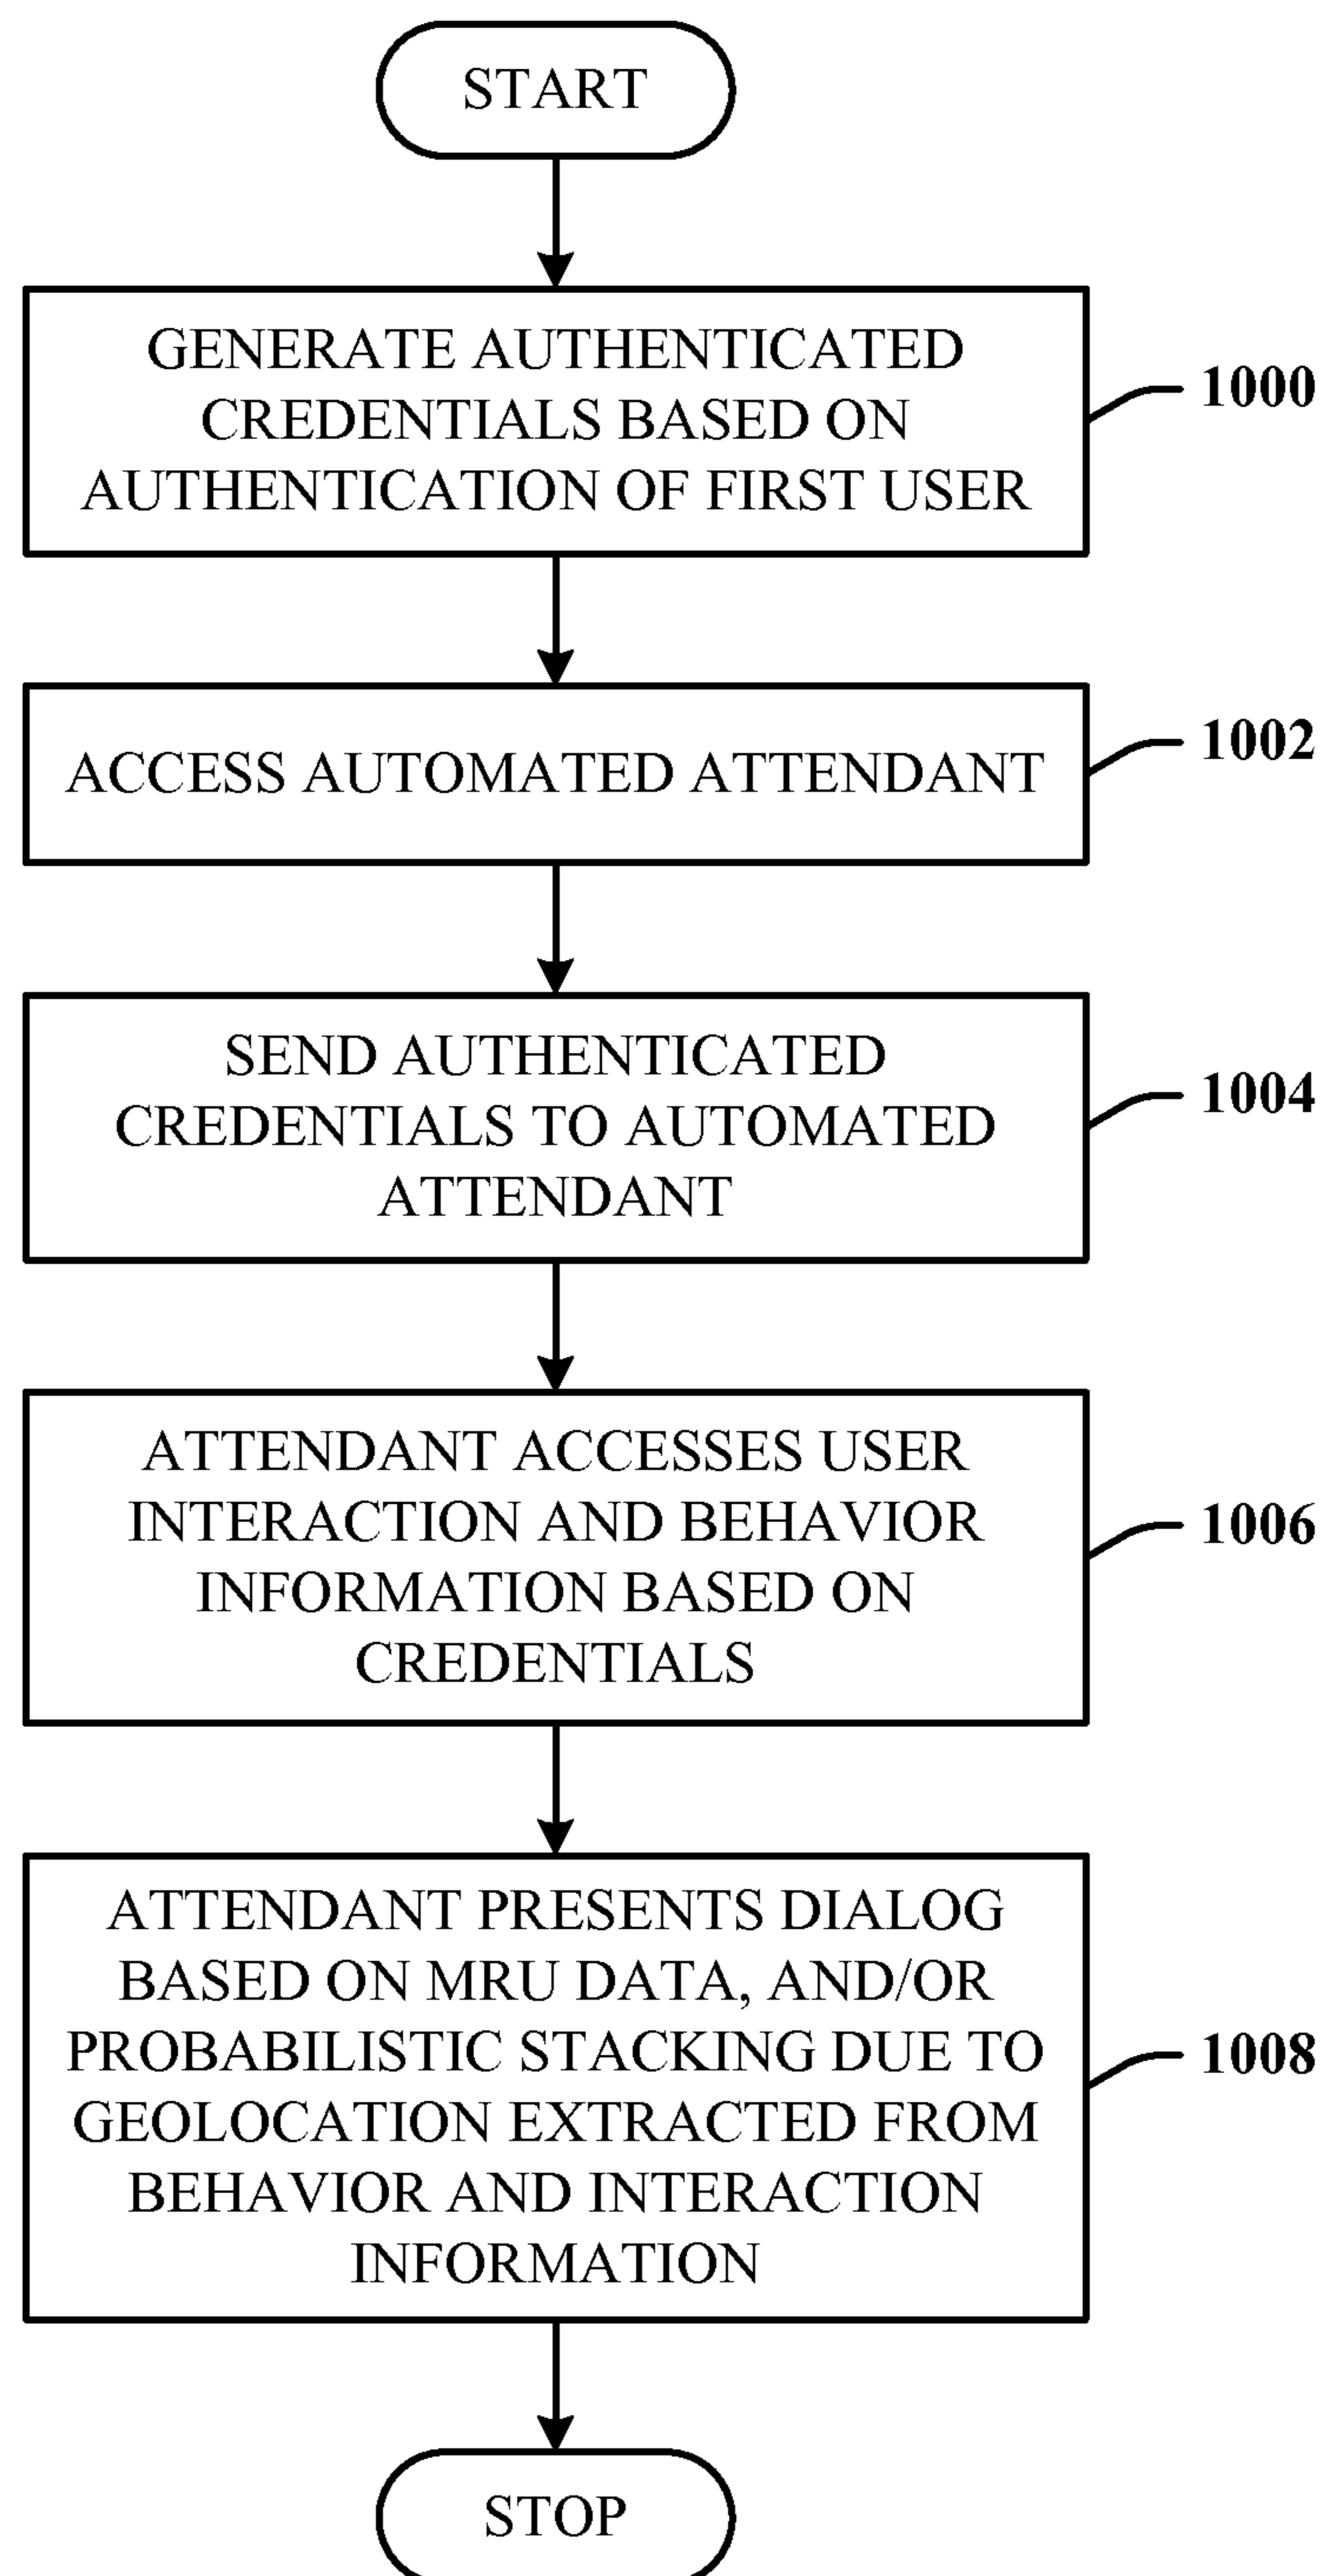 START
GENERATE AUTHENTICATED
CREDENTIALS BASED ON
AUTHENTICATION OF FIRST USER
1000
ACCESS AUTOMATED ATTENDANT
1002
SEND AUTHENTICATED
CREDENTIALS TO AUTOMATED
ATTENDANT
1004
ATTENDANT ACCESSES USER
INTERACTION AND BEHAVIOR
INFORMATION BASED ON
CREDENTIALS
1006
ATTENDANT PRESENTS DIALOG
BASED ON MRU DATA, AND/OR
PROBABILISTIC STACKING DUE TO
GEOLOCATION EXTRACTED FROM
BEHAVIOR AND INTERACTION
INFORMATION
1008
STOP